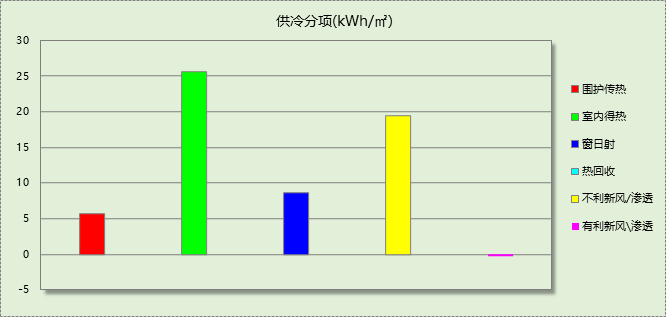 供冷分项(kWh/㎡)
30
25
20
15
10
5
0
-5
围护传热
室内得热
窗日射
热回收
不利新风/渗透
有利新风\渗透